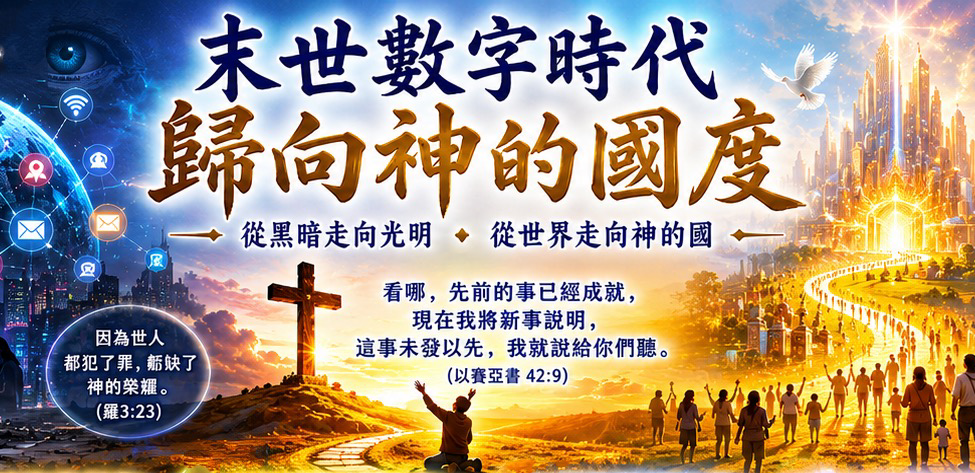 末世數字時代
歸向神的國度
從黑暗走向光明 ◆ 從世界走向神的國
看哪，先前的事已經成就，
現在我將新事説明，
這事未發以先，我就説給你們聽。
(以賽亞書 42:9)
因為世人
都犯了罪，缺了
神的榮。
(羅3:23)